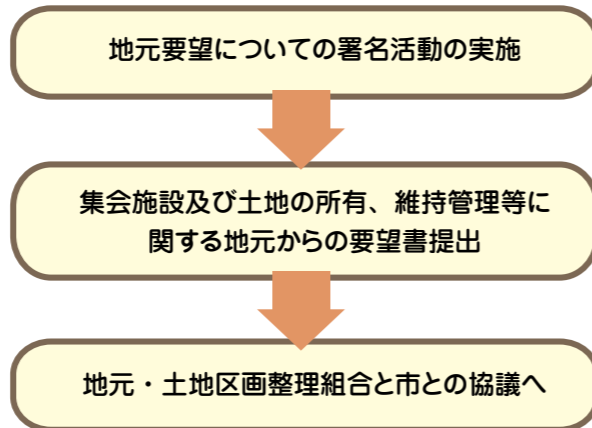 地元要望についての署名活動の実施
集会施設及び土地の所有、維持管理等に
関する地元からの要望書提出
地元・土地区画整理組合と市との協議へ